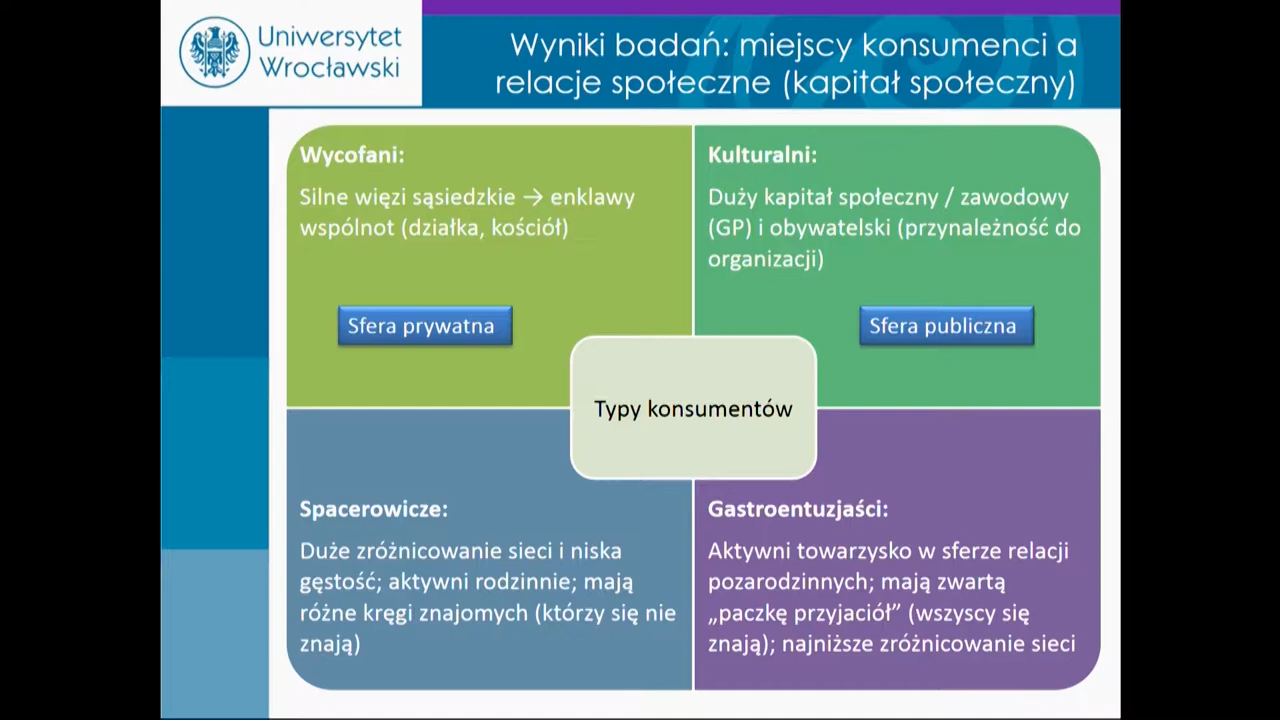 Uniwersytet
Wrocławski
Wyniki badań: miejscy konsumenci a
relacje społeczne (kapitał społeczny)
Wycofani:
Silne więzi sąsiedzkie → enklawy
wspólnot (działka, kościół)
Sfera prywatna
Kulturalni:
Duży kapitał społeczny / zawodowy
(GP) i obywatelski (przynależność do
organizacji)
Sfera publiczna
Typy konsumentów
Spacerowicze:
Duże zróżnicowanie sieci i niska
gęstość; aktywni rodzinnie; mają
różne kręgi znajomych (którzy się nie
znają)
Gastroentuzjaści:
Aktywni towarzysko w sferze relacji
pozarodzinnych; mają zwartą
„paczkę przyjaciół” (wszyscy się
znają); najniższe zróżnicowanie sieci